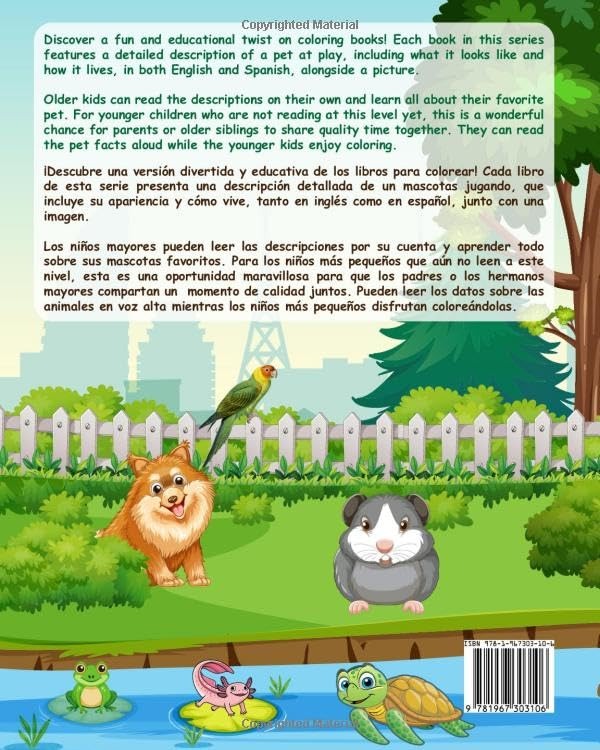 Copyrighted Material
Discover a fun and educational twist on coloring books! Each book in this series
features a detailed description of a pet at play, including what it looks like and
how it lives, in both English and Spanish, alongside a picture.
Older kids can read the descriptions on their own and learn all about their favorite
pet. For younger children who are not reading at this level yet, this is a wonderful
chance for parents or older siblings to share quality time together. They can read
the pet facts aloud while the younger kids enjoy coloring.
¡Descubre una versión divertida y educativa de los libros para colorear! Cada libro
de esta serie presenta una descripción detallada de un mascotas jugando, que
incluye su apariencia y cómo vive, tanto en inglés como en español, junto con una
imagen.
Los niños mayores pueden leer las descripciones por su cuenta y aprender todo
sobre sus mascotas favoritos. Para los niños más pequeños que aún no leen a este
nivel, esta es una oportunidad maravillosa para que los padres o los hermanos
mayores compartan un momento de calidad juntos. Pueden leer los datos sobre las
animales en voz alta mientras los niños más pequeños disfrutan coloreándolas.
ISBN 978-1-967303-10-6
9 781967 303106
Copyrighted Material